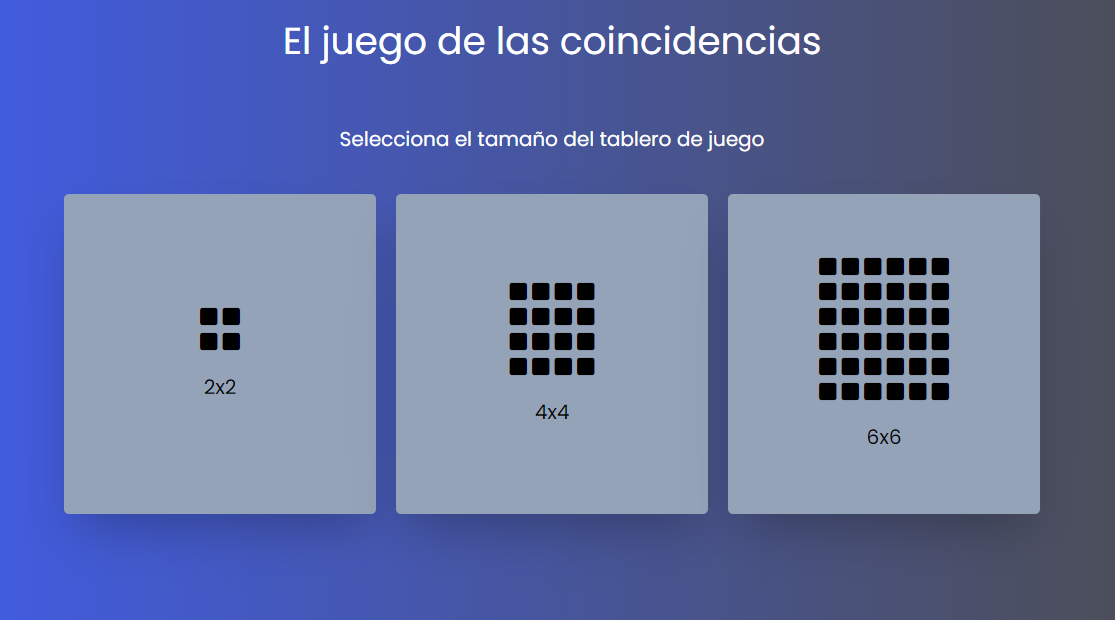 El juego de las coincidencias
Selecciona el tamaño del tablero de juego
2x2
4x4
6x6